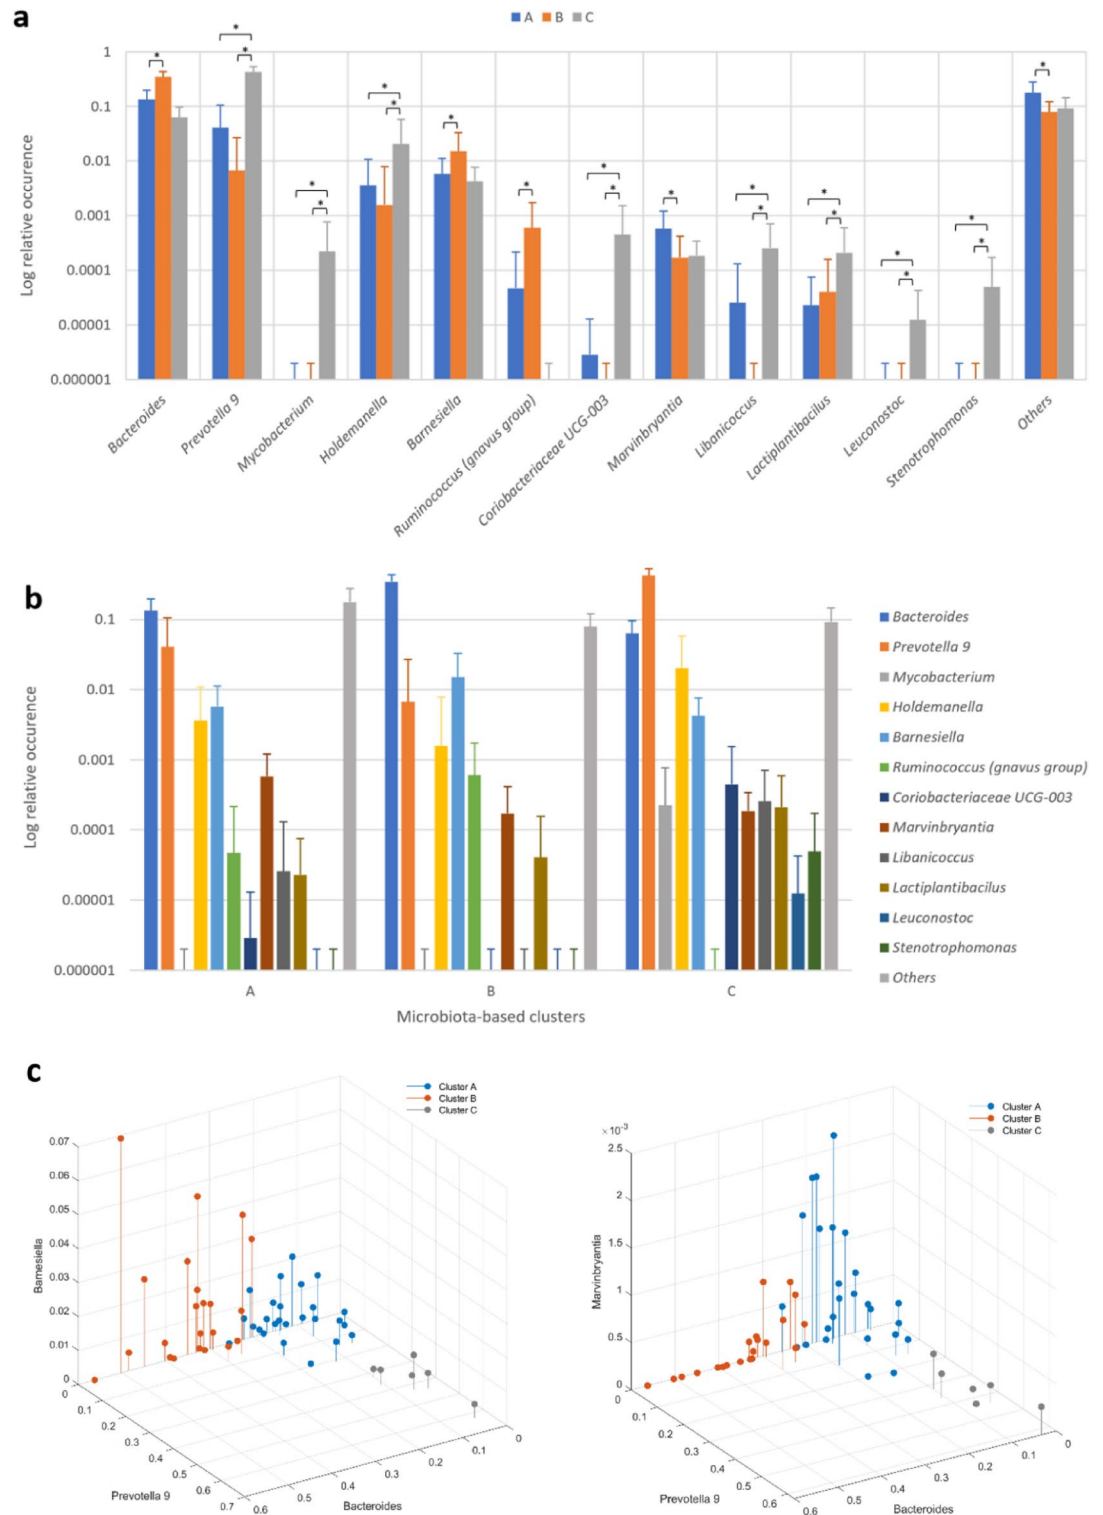 a
A B C
Log relative occurence
1
0.1
0.01
0.001
0.0001
0.00001
0.000001
* * * * * * * * * * * * * * * * * * *
Bacteroides
Prevotella 9
Mycobacterium
Holdemanella
Barnesiella
Ruminococcus (gnavus group)
Coriobacteriaceae UCG-003
Marvinbryantia
Libanicoccus
Lactiplantibacilus
Leuconostoc
Stenotrophomonas
Others
b
Log relative occurence
0.1
0.01
0.001
0.0001
0.00001
0.000001
A B C
Microbiota-based clusters
Bacteroides
Prevotella 9
Mycobacterium
Holdemanella
Barnesiella
Ruminococcus (gnavus group)
Coriobacteriaceae UCG-003
Marvinbryantia
Libanicoccus
Lactiplantibacilus
Leuconostoc
Stenotrophomonas
Others
c
Cluster A
Cluster B
Cluster C
Barnesiella
0.07
0.06
0.05
0.04
0.03
0.02
0.01
0
0
0.1
0.2
0.3
0.4
0.5
0.6
0.7
Prevotella 9
0.6
0.5
0.4
0.3
0.2
0.1
0
Bacteroides
Cluster A
Cluster B
Cluster C
× 10⁻³
Marvinbryantia
2.5
2
1.5
1
0.5
0
0
0.1
0.2
0.3
0.4
0.5
0.6
Prevotella 9
0.6
0.5
0.4
0.3
0.2
0.1
0
Bacteroides